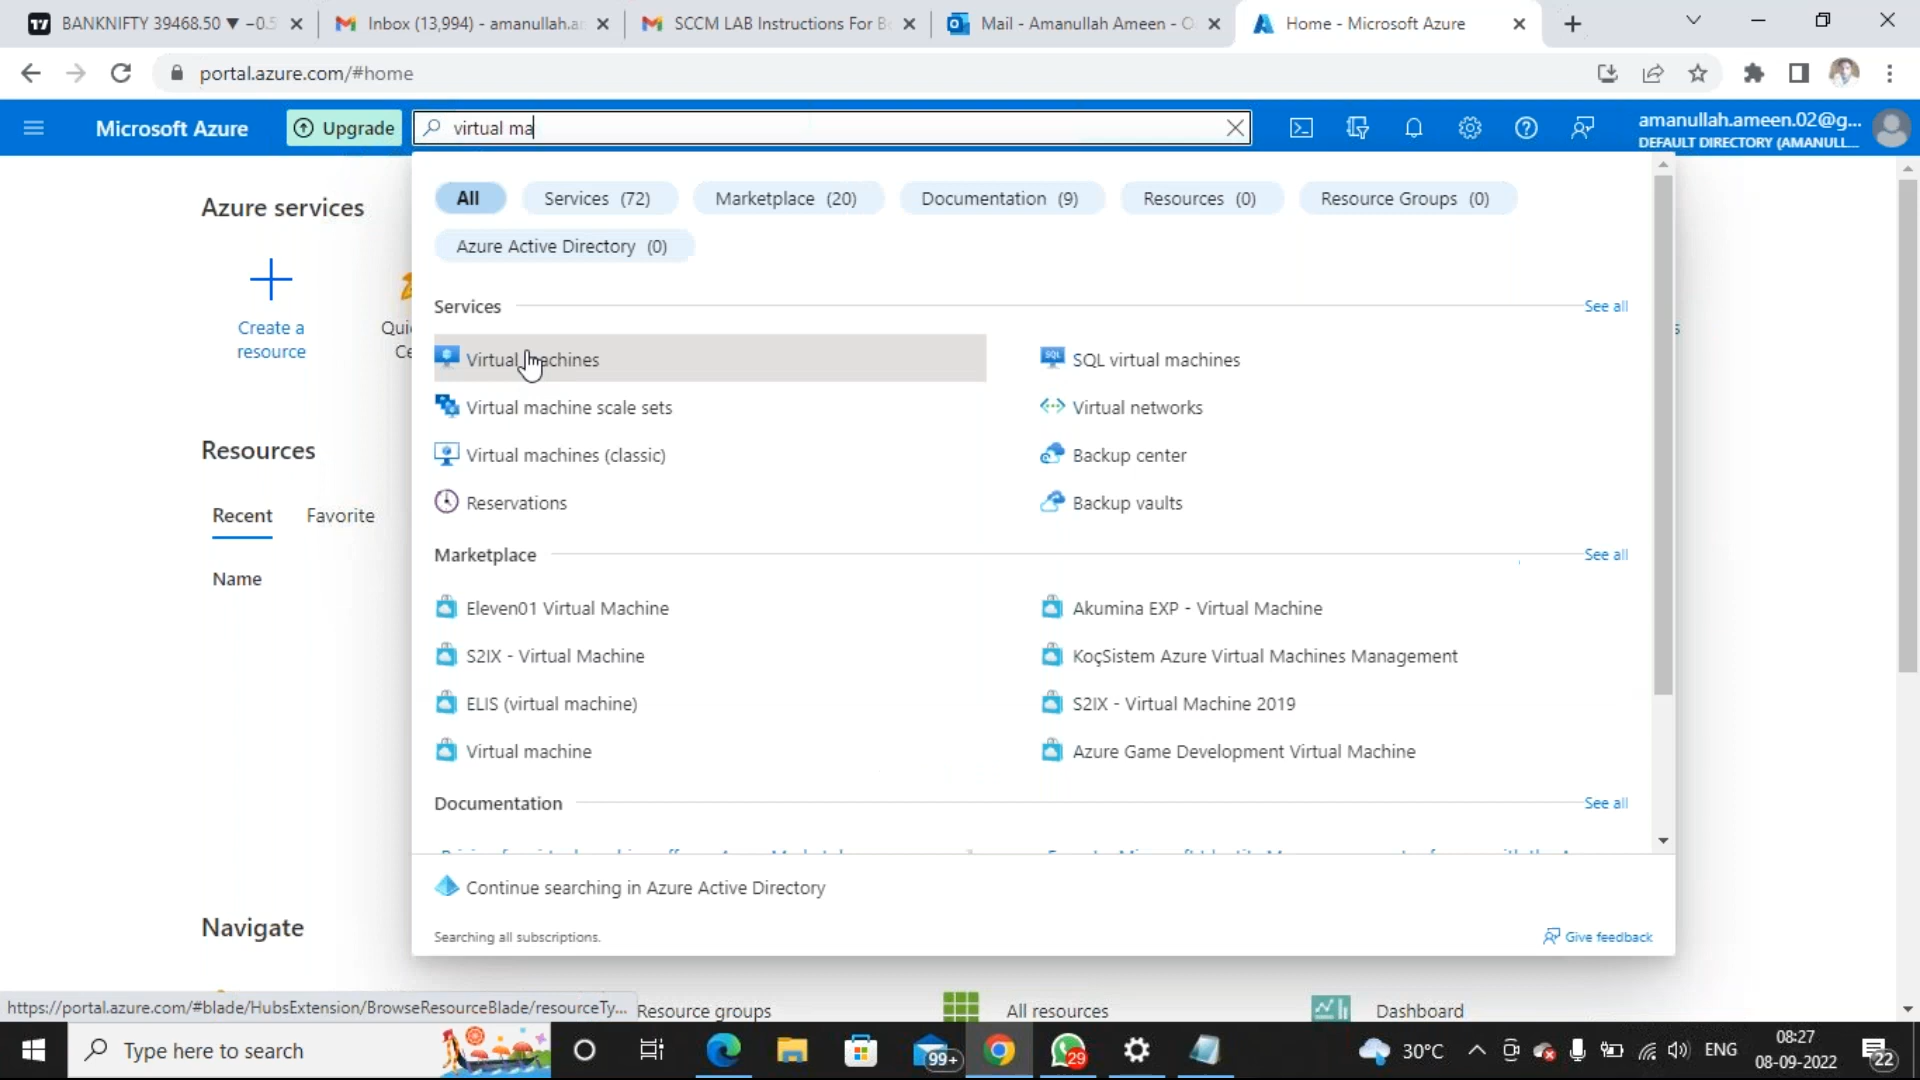 BANKNIFTY 39468.50 ▼ −0.5
Inbox (13,994) - amanullah.a
SCCM LAB Instructions For B
Mail - Amanullah Ameen - O
Home - Microsoft Azure
portal.azure.com/#home
Microsoft Azure
Upgrade
virtual ma
amanullah.ameen.02@g...
DEFAULT DIRECTORY (AMANULL...
Azure services
Create a
resource
Qui
Ce
s
All
Services (72)
Marketplace (20)
Documentation (9)
Resources (0)
Resource Groups (0)
Azure Active Directory (0)
Services
See all
Virtual machines
SQL virtual machines
Virtual machine scale sets
Virtual networks
Virtual machines (classic)
Backup center
Reservations
Backup vaults
Resources
Recent
Favorite
Name
Marketplace
See all
Eleven01 Virtual Machine
Akumina EXP - Virtual Machine
S2IX - Virtual Machine
KoçSistem Azure Virtual Machines Management
ELIS (virtual machine)
S2IX - Virtual Machine 2019
Virtual machine
Azure Game Development Virtual Machine
Documentation
See all
Continue searching in Azure Active Directory
Searching all subscriptions.
Give feedback
Navigate
https://portal.azure.com/#blade/HubsExtension/BrowseResourceBlade/resourceTy...
Resource groups
All resources
Dashboard
Type here to search
99+
29
30°C
ENG
08:27
08-09-2022
22